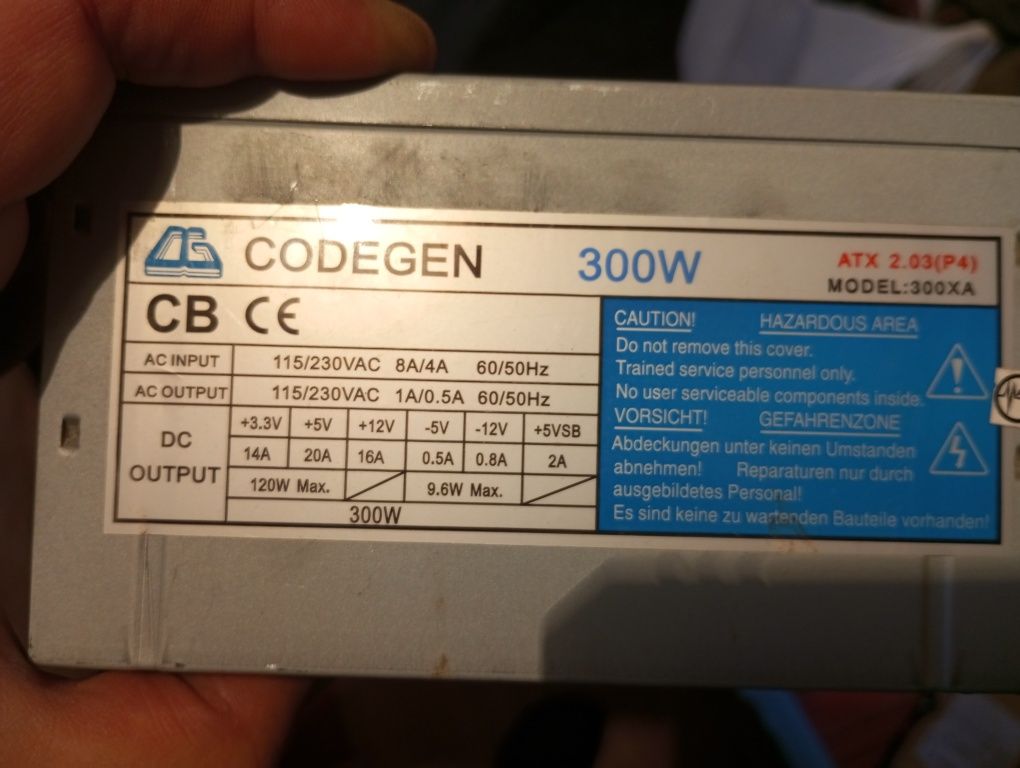 CODEGEN 300W ATX 2.03(P4)
MODEL:300XA
CB CE
AC INPUT 115/230VAC 8A/4A 60/50Hz
AC OUTPUT 115/230VAC 1A/0.5A 60/50Hz
DC OUTPUT
+3.3V +5V +12V -5V -12V +5VSB
14A 20A 16A 0.5A 0.8A 2A
120W Max. 9.6W Max.
300W
CAUTION! HAZARDOUS AREA
Do not remove this cover.
Trained service personnel only.
No user serviceable components inside.
VORSICHT! GEFAHRENZONE
Abdeckungen unter keinen Umstanden
abnehmen! Reparaturen nur durch
ausgebildetes Personal!
Es sind keine zu wartenden Bauteile vorhanden!